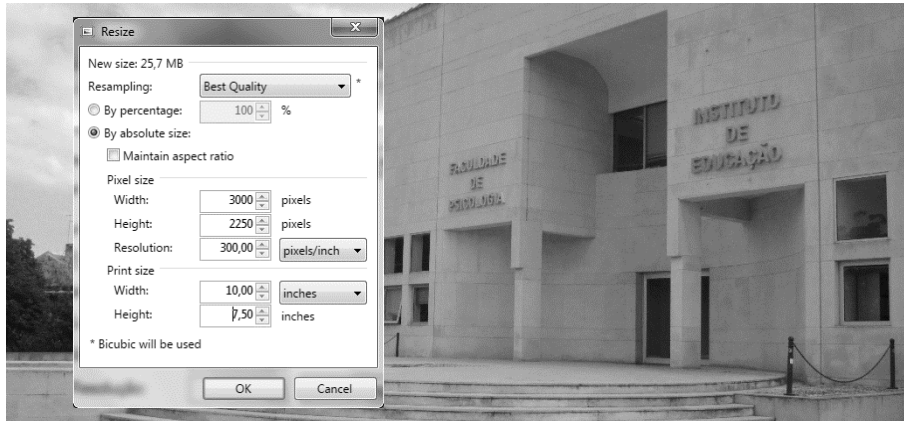 Resize
New size: 25,7 MB
Resampling: Best Quality *
By percentage: 100 %
By absolute size:
Maintain aspect ratio
Pixel size
Width: 3000 pixels
Height: 2250 pixels
Resolution: 300,00 pixels/inch
Print size
Width: 10,00 inches
Height: 7,50 inches
* Bicubic will be used
OK Cancel
FACULDADE
DE
PSICOLOGIA
INSTITUTO
DE
EDUCAÇÃO